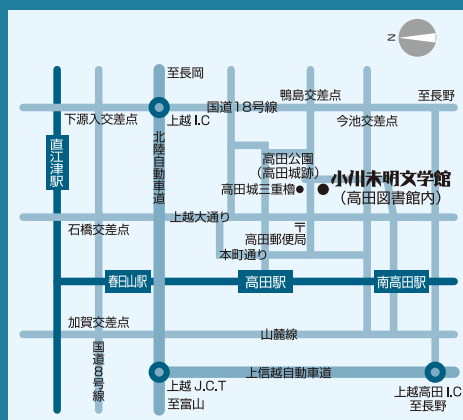 N
至長岡
鴨島交差点
至長野
国道18号線
下源入交差点
上越I.C
今池交差点
直江津駅
北陸自動車道
高田公園
(高田城跡)
高田城三重櫓
小川未明文学館
(高田図書館内)
上越大通り
石橋交差点
〒
高田郵便局
本町通り
春日山駅
高田駅
南高田駅
加賀交差点
山麓線
国道8号線
上信越自動車道
上越J.C.T
至富山
上越高田I.C
至長野